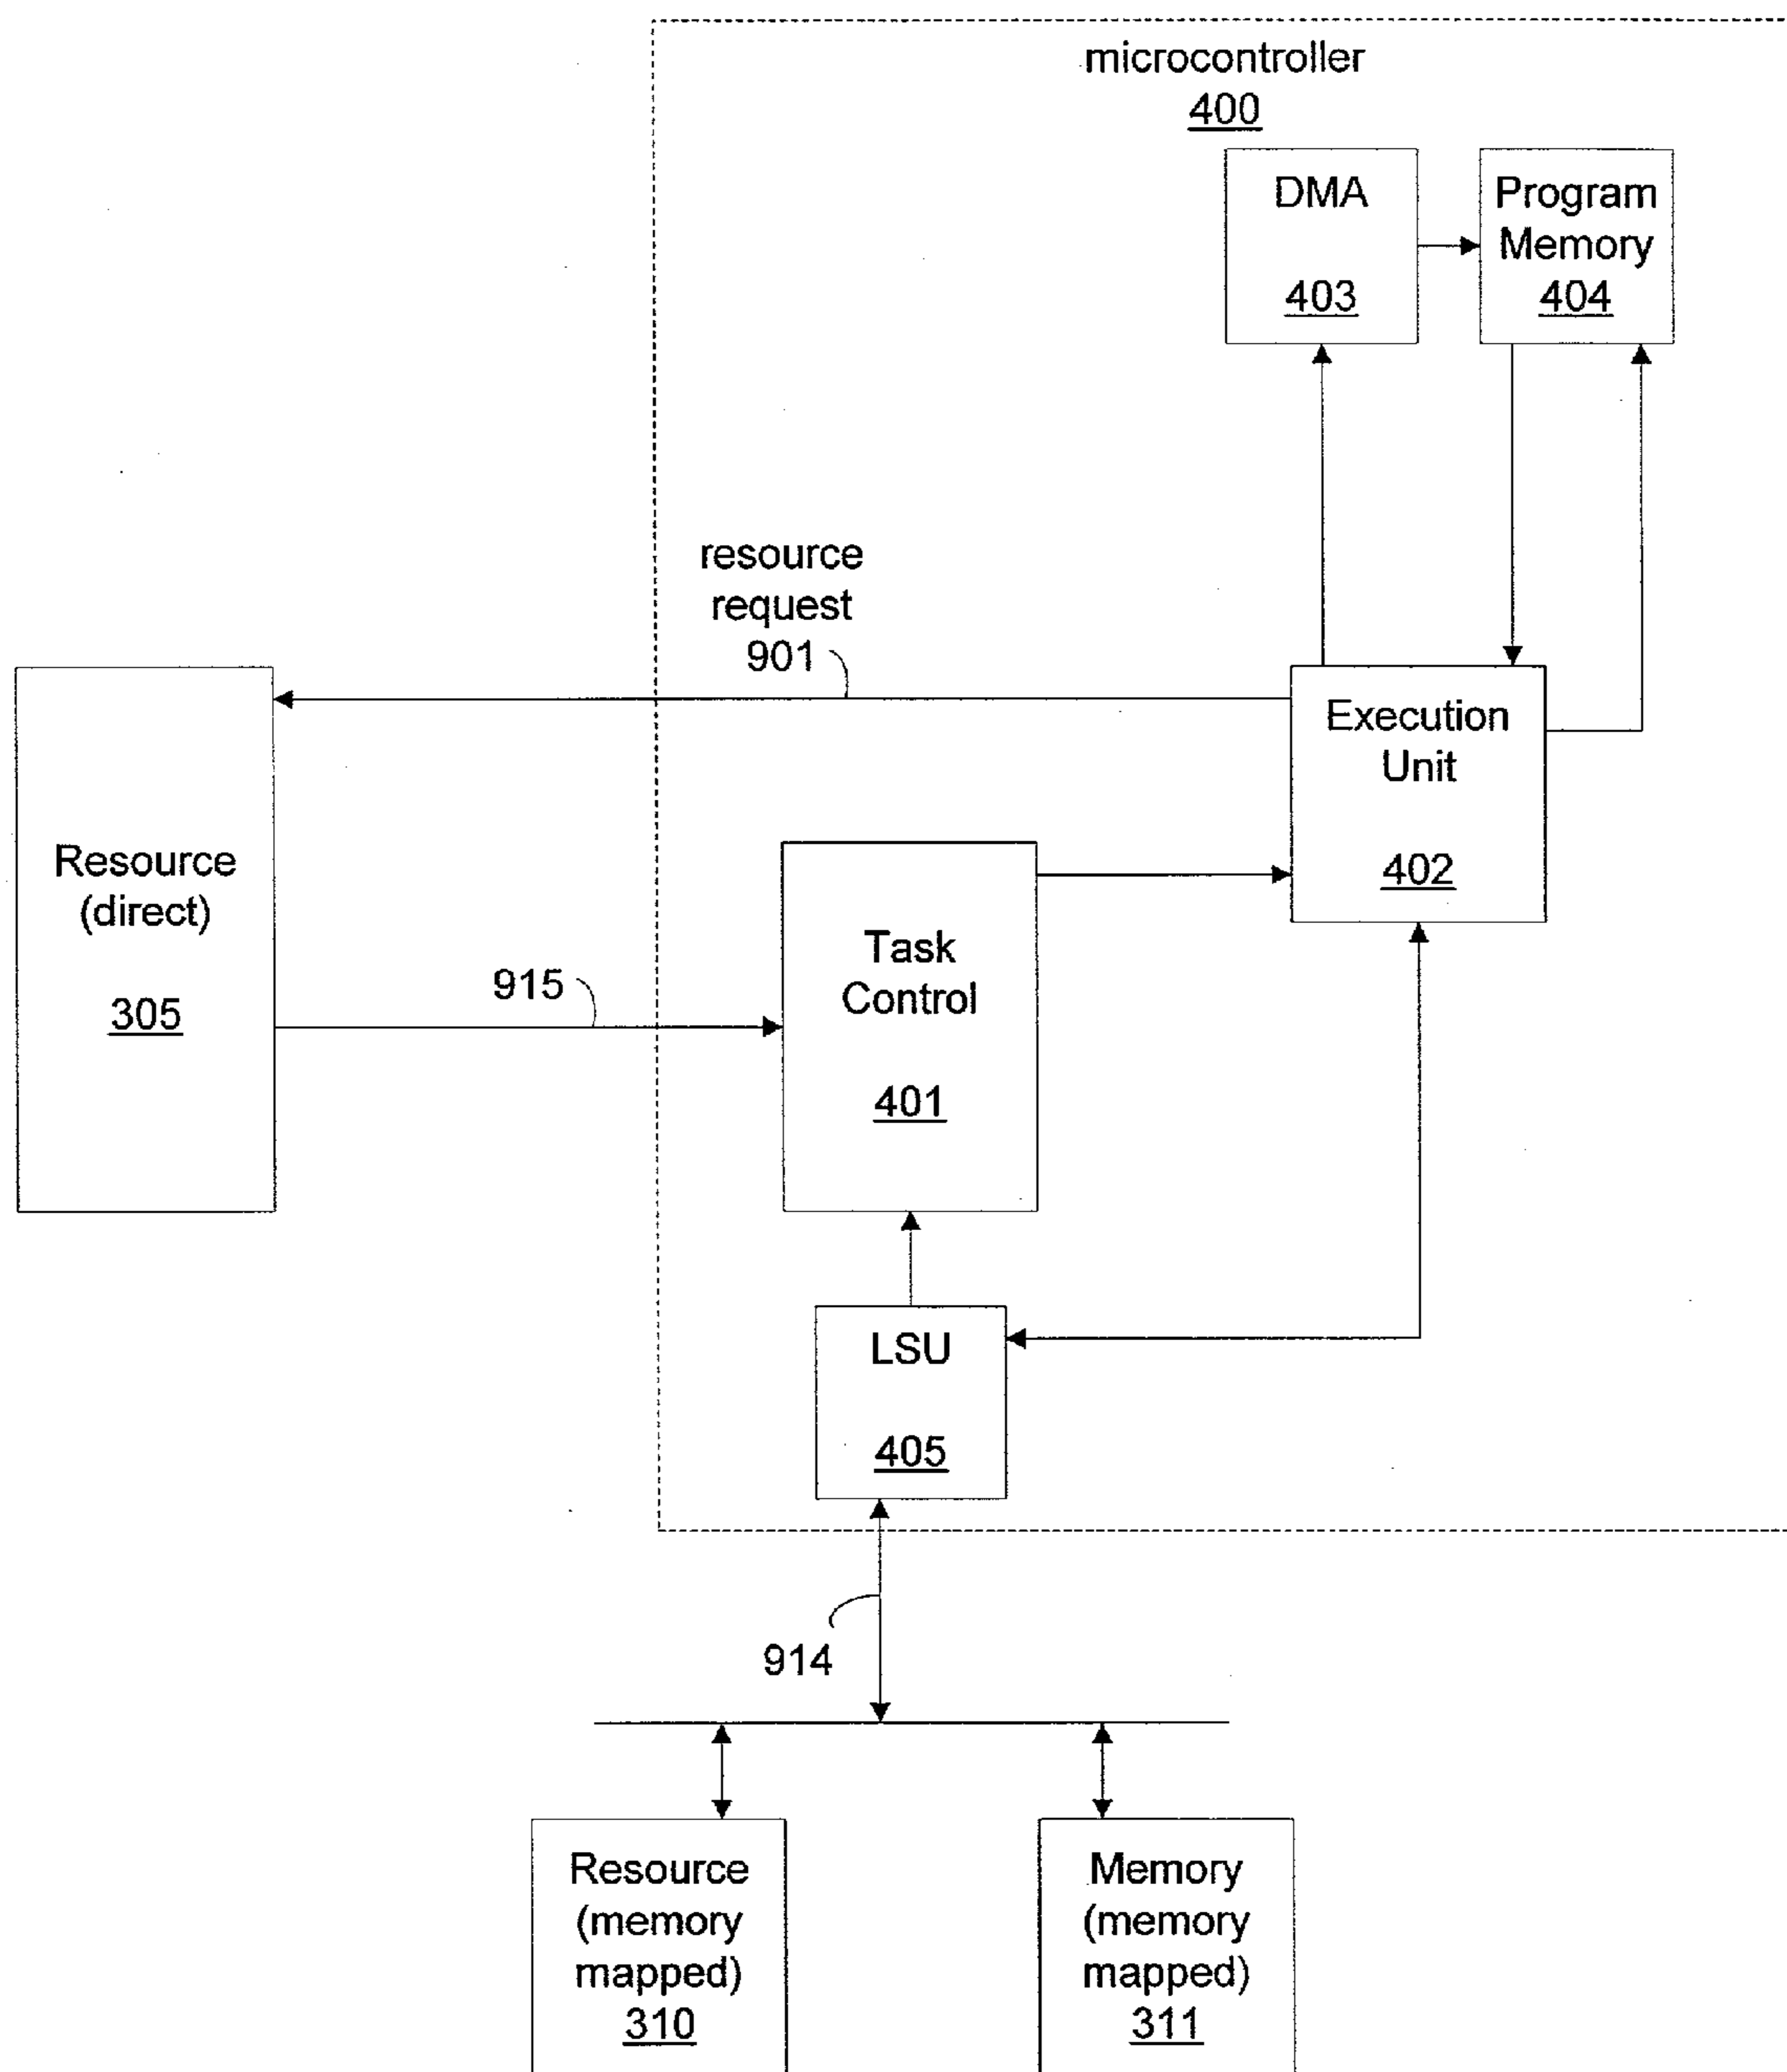 microcontroller
400
DMA
403
Program
Memory
404
resource
request
901
Execution
Unit
402
Resource
(direct)
305
915
Task
Control
401
LSU
405
914
Resource
(memory
mapped)
310
Memory
(memory
mapped)
311